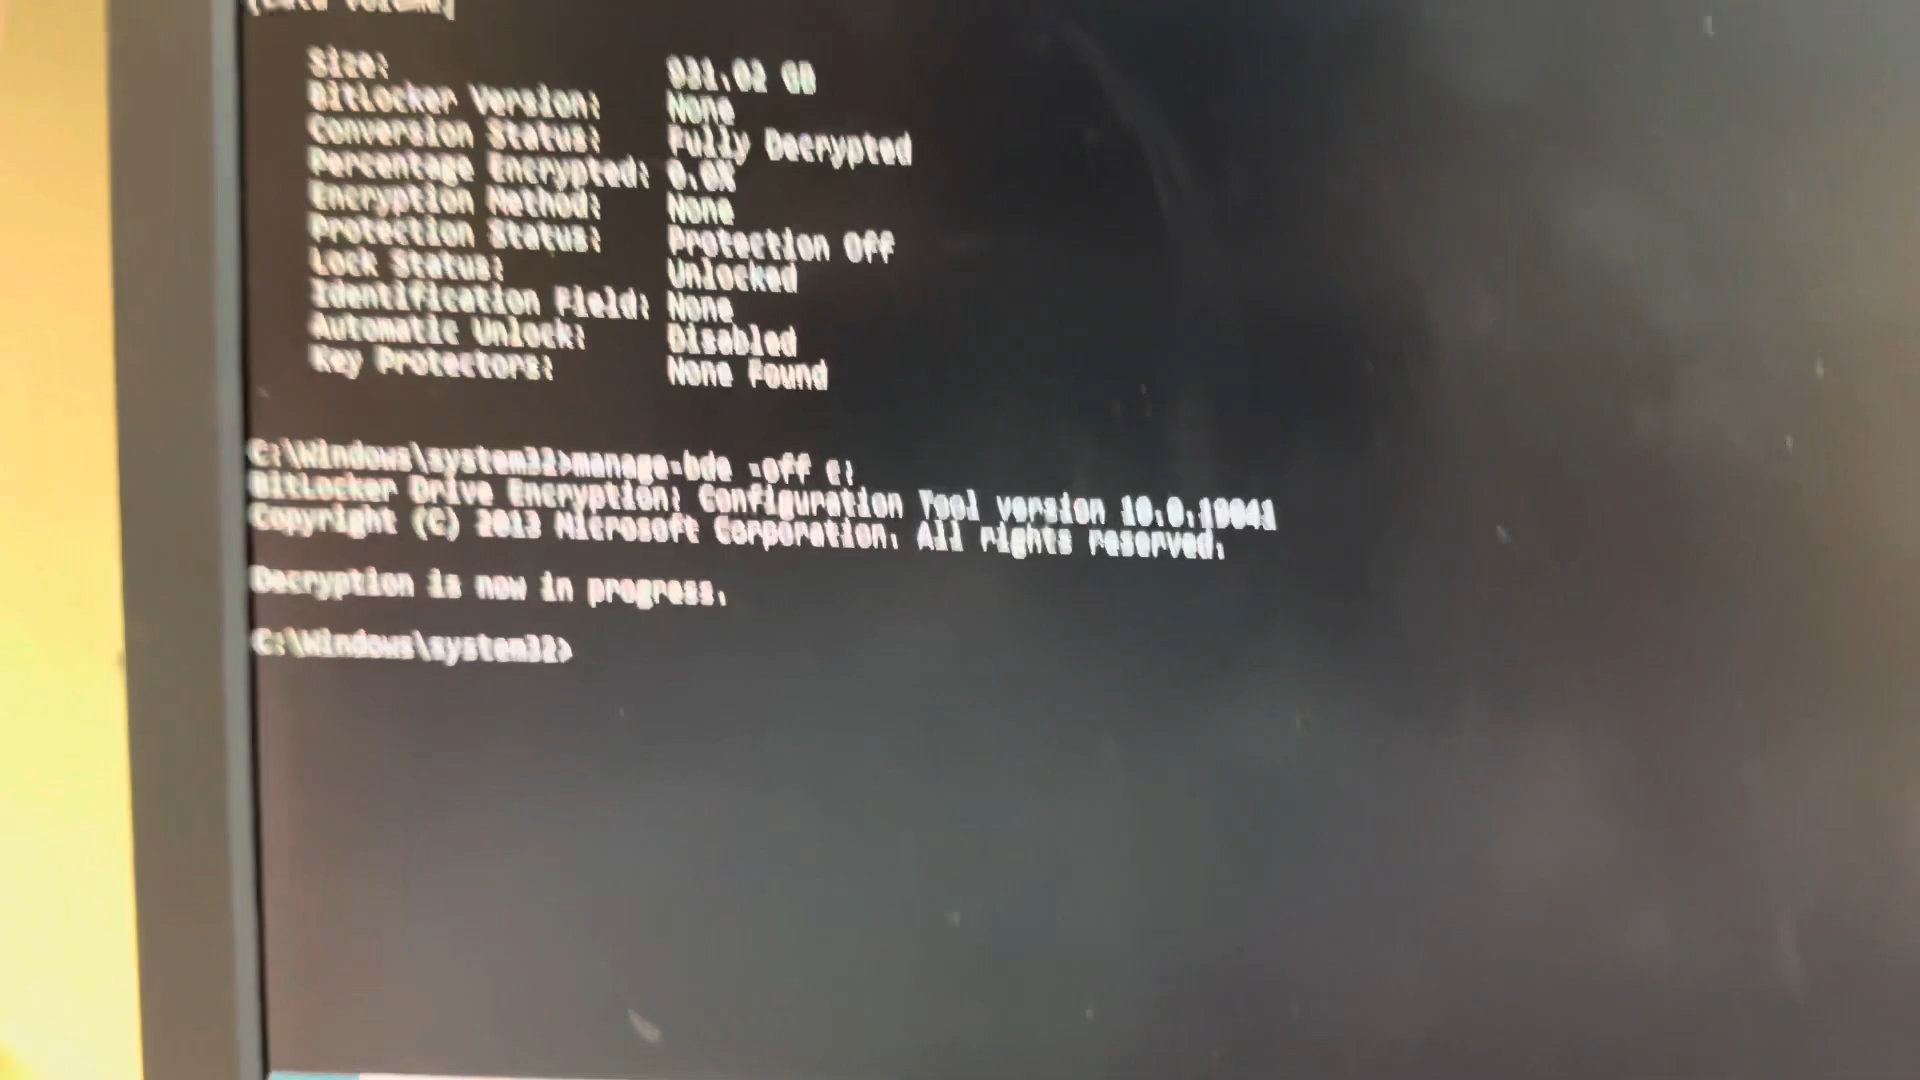 [Data Volume]
Size: 931.02 GB
BitLocker Version: None
Conversion Status: Fully Decrypted
Percentage Encrypted: 0.0%
Encryption Method: None
Protection Status: Protection Off
Lock Status: Unlocked
Identification Field: None
Automatic Unlock: Disabled
Key Protectors: None Found
C:\Windows\system32>manage-bde -off c:
BitLocker Drive Encryption: Configuration Tool version 10.0.19041
Copyright (C) 2013 Microsoft Corporation. All rights reserved.
Decryption is now in progress.
C:\Windows\system32>